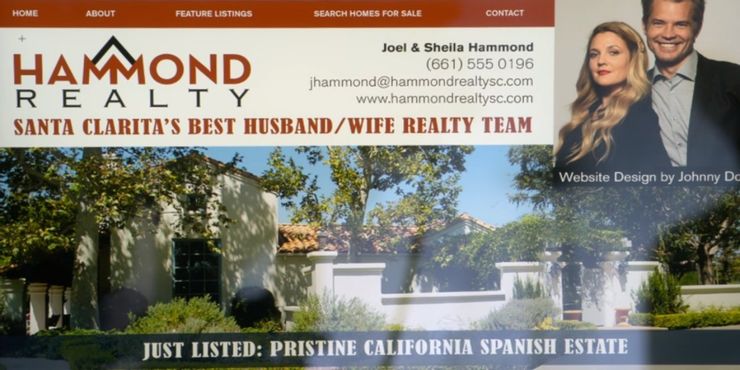 HOME ABOUT FEATURE LISTINGS SEARCH HOMES FOR SALE CONTACT
HAMMOND
REALTY
Joel & Sheila Hammond
(661) 555 0196
jhammond@hammondrealtysc.com
www.hammondrealtysc.com
SANTA CLARITA'S BEST HUSBAND/WIFE REALTY TEAM
Website Design by Johnny
JUST LISTED: PRISTINE CALIFORNIA SPANISH ESTATE